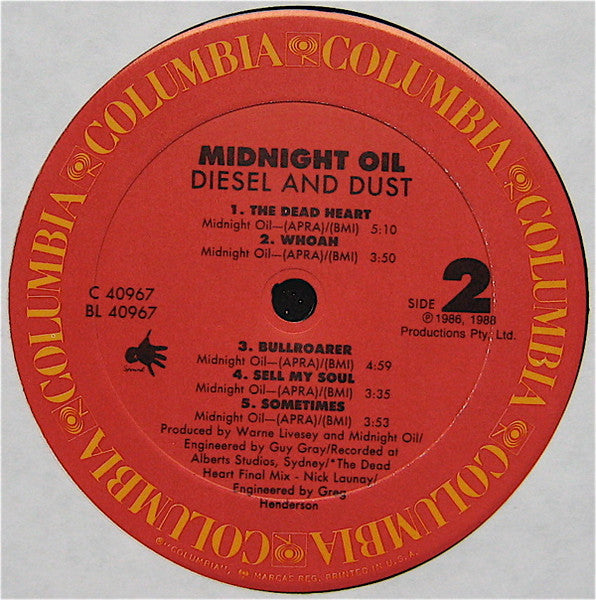 COLUMBIA COLUMBIA COLUMBIA COLUMBIA COLUMBIA COLUMBIA
MIDNIGHT OIL
DIESEL AND DUST
1. THE DEAD HEART
Midnight Oil—(APRA)/(BMI) 5:10
2. WHOAH
Midnight Oil—(APRA)/(BMI) 3:50
C 40967
BL 40967
SIDE 2
℗ 1986, 1988
Productions Pty, Ltd.
Sprint
3. BULLROARER
Midnight Oil—(APRA)/(BMI) 4:59
4. SELL MY SOUL
Midnight Oil—(APRA)/(BMI) 3:35
5. SOMETIMES
Midnight Oil—(APRA)/(BMI) 3:53
Produced by Warne Livesey and Midnight Oil/
Engineered by Guy Gray/Recorded at
Alberts Studios, Sydney/*The Dead
Heart Final Mix - Nick Launay/
Engineered by Greg
Henderson
"COLUMBIA", MARCAS REG. PRINTED IN U.S.A.